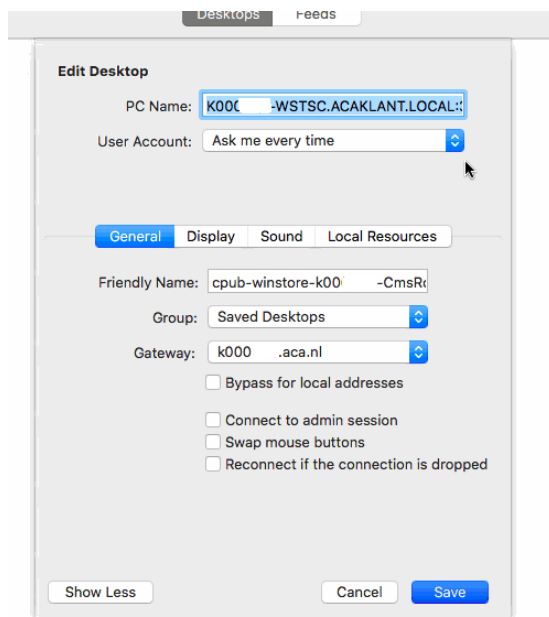 Desktops Feeds
Edit Desktop
PC Name: K000 -WSTSC.ACAKLANT.LOCAL:3
User Account: Ask me every time
General Display Sound Local Resources
Friendly Name: cpub-winstore-k00 -CmsR
Group: Saved Desktops
Gateway: k000 .aca.nl
Bypass for local addresses
Connect to admin session
Swap mouse buttons
Reconnect if the connection is dropped
Show Less Cancel Save